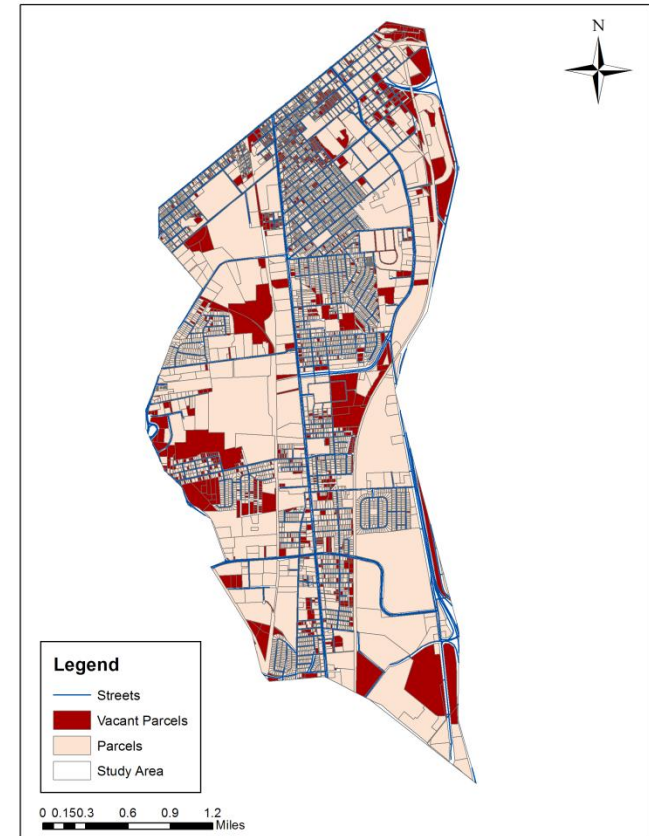 N
Legend
Streets
Vacant Parcels
Parcels
Study Area
0 0.150.3 0.6 0.9 1.2
Miles